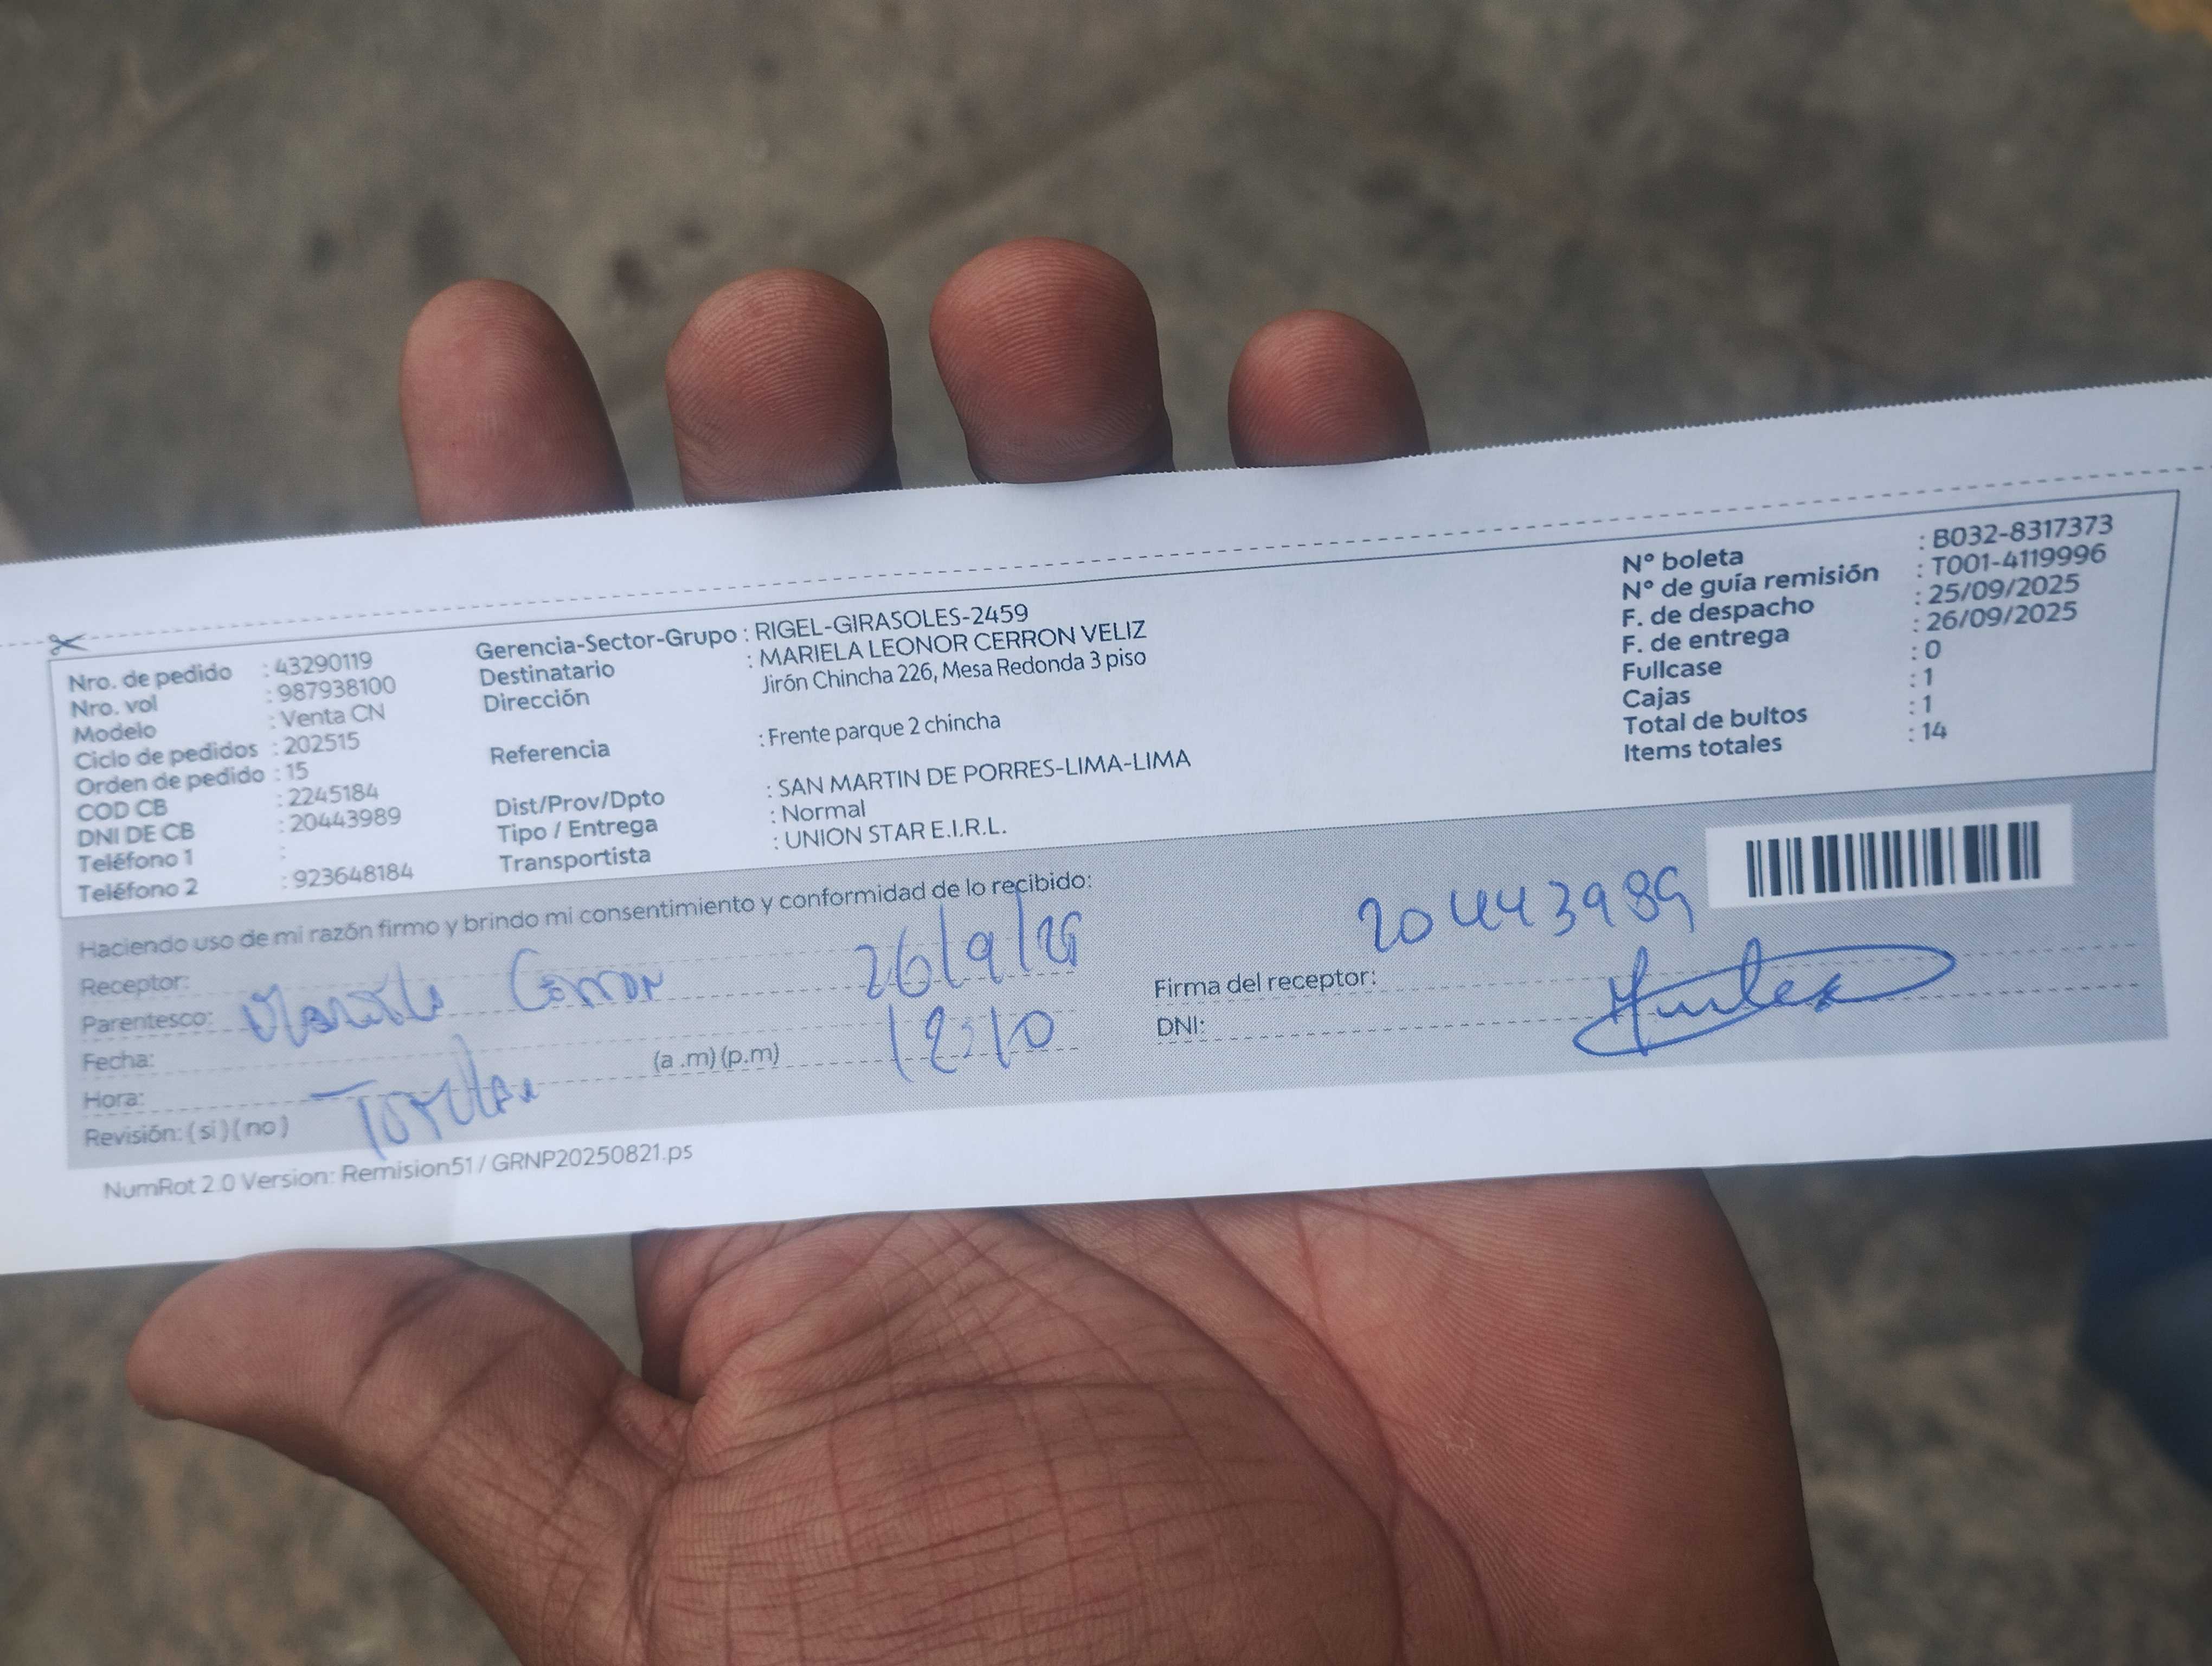 Nro. de pedido : 43290119
Nro. vol : 987938100
Modelo : Venta CN
Ciclo de pedidos : 202515
Orden de pedido : 15
COD CB : 2245184
DNI DE CB : 20443989
Teléfono 1 :
Teléfono 2 : 923648184
Gerencia-Sector-Grupo : RIGEL-GIRASOLES-2459
Destinatario : MARIELA LEONOR CERRON VELIZ
Dirección Jirón Chincha 226, Mesa Redonda 3 piso
Referencia : Frente parque 2 chincha
Dist/Prov/Dpto : SAN MARTIN DE PORRES-LIMA-LIMA
Tipo / Entrega : Normal
Transportista : UNION STAR E.I.R.L.
N° boleta : B032-8317373
N° de guía remisión : T001-4119996
F. de despacho : 25/09/2025
F. de entrega : 26/09/2025
Fullcase : 0
Cajas : 1
Total de bultos : 1
Items totales : 14
Haciendo uso de mi razón firmo y brindo mi consentimiento y conformidad de lo recibido:
Receptor:
Parentesco: Cerron
Fecha: 26/9/25
Hora: (a .m) (p.m) 12:10
Revisión: ( si ) ( no )
20443989
Firma del receptor:
DNI:
NumRot 2.0 Version: Remision51 / GRNP20250821.ps